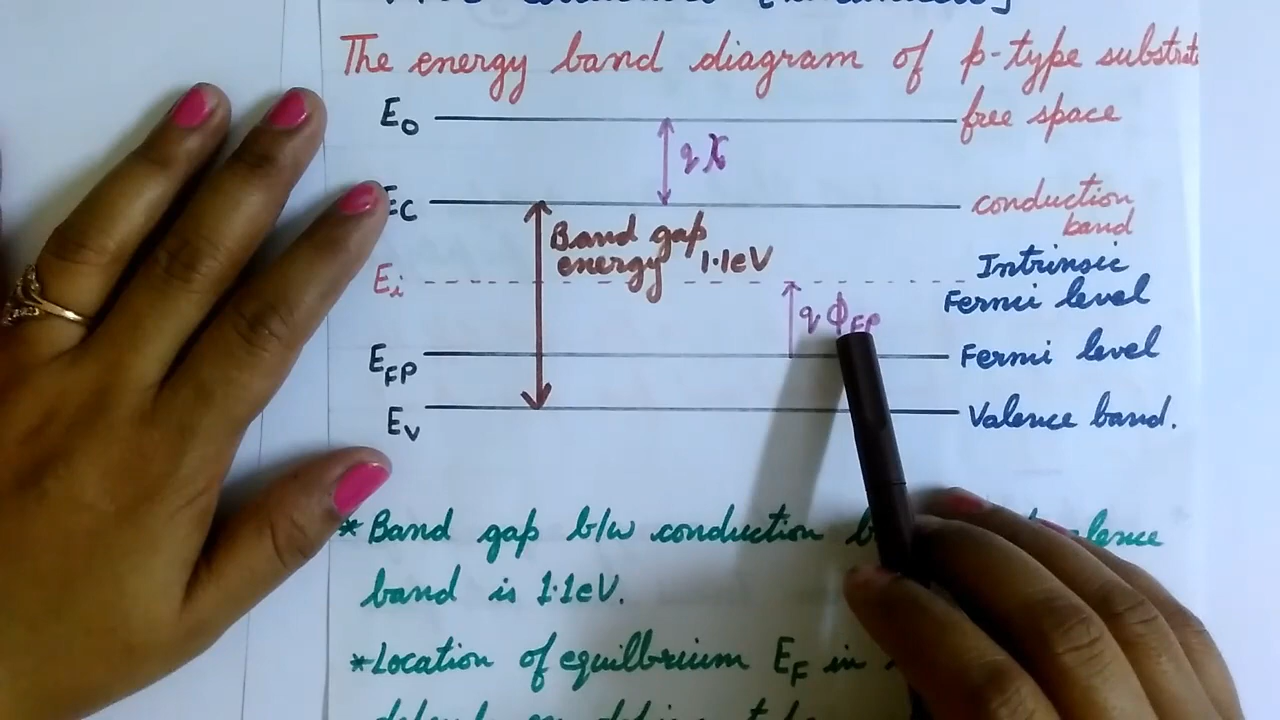 The energy band diagram of p-type substrate
E0 free space
qχ
EC conduction
band
Band gap
energy 1.1eV
Ei Intrinsic
Fermi level
qΦFP
EFP Fermi level
EV Valence band.
*Band gap b/w conduction
band is 1.1eV.
*Location of equilbrium EF in